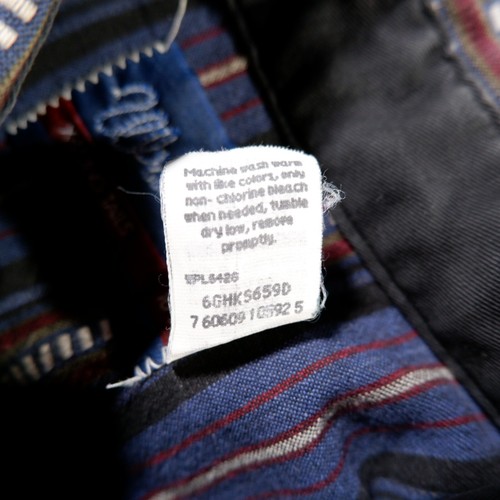 Machine wash warm
with like colors, only
non- chlorine bleach
when needed, tumble
dry low, remove
promptly.
WPL6426
6GHKS659D
7 60609 10592 5